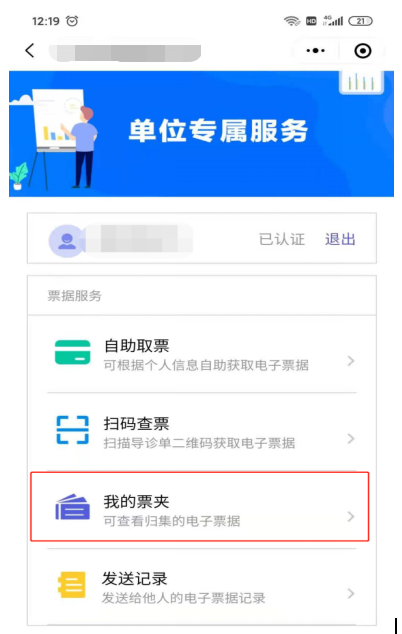 12:19
HD 4G 21
单位专属服务
已认证 退出
票据服务
自助取票
可根据个人信息自助获取电子票据
扫码查票
扫描导诊单二维码获取电子票据
我的票夹
可查看归集的电子票据
发送记录
发送给他人的电子票据记录